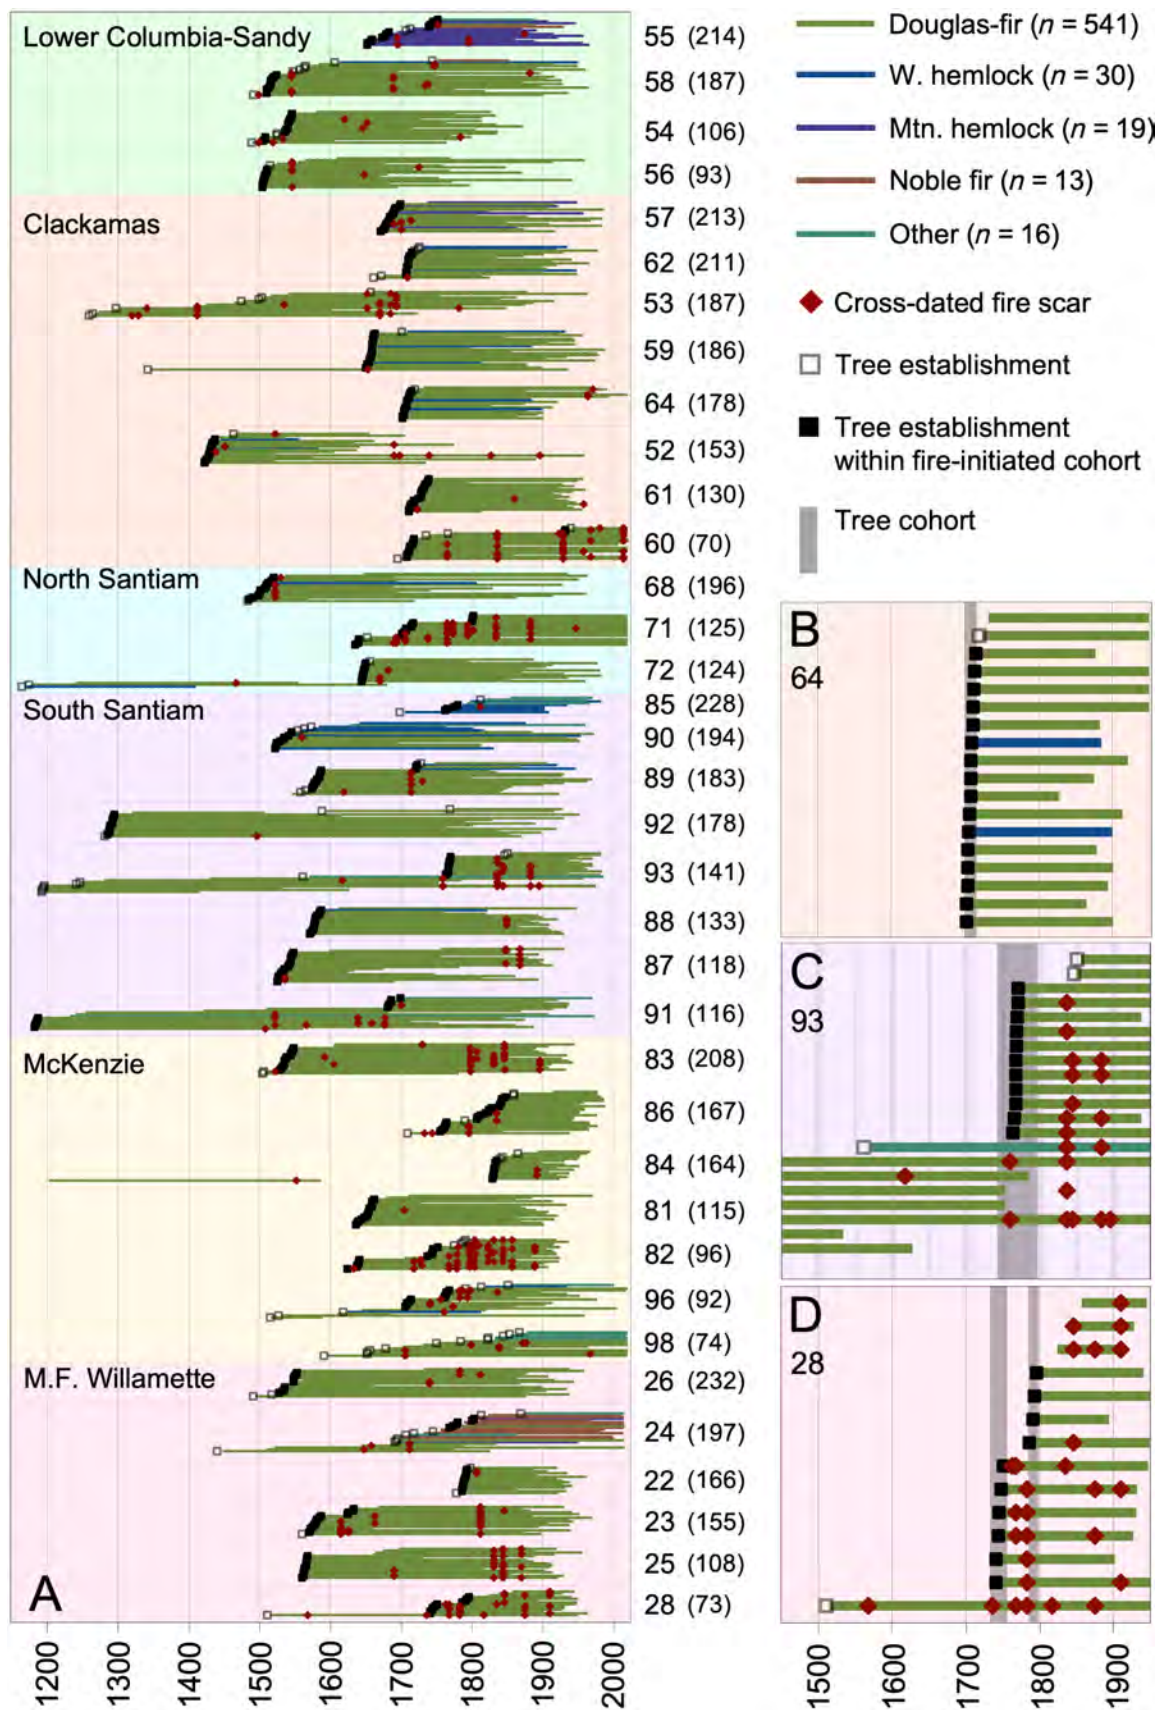 Lower Columbia-Sandy
55 (214)
58 (187)
54 (106)
56 (93)
Clackamas
57 (213)
62 (211)
53 (187)
59 (186)
64 (178)
52 (153)
61 (130)
60 (70)
North Santiam
68 (196)
71 (125)
72 (124)
South Santiam
85 (228)
90 (194)
89 (183)
92 (178)
93 (141)
88 (133)
87 (118)
91 (116)
McKenzie
83 (208)
86 (167)
84 (164)
81 (115)
82 (96)
96 (92)
98 (74)
M.F. Willamette
26 (232)
24 (197)
22 (166)
23 (155)
25 (108)
28 (73)
A
1200
1300
1400
1500
1600
1700
1800
1900
2000
Douglas-fir (n = 541)
W. hemlock (n = 30)
Mtn. hemlock (n = 19)
Noble fir (n = 13)
Other (n = 16)
Cross-dated fire scar
Tree establishment
Tree establishment
within fire-initiated cohort
Tree cohort
B
64
C
93
D
28
1500
1600
1700
1800
1900